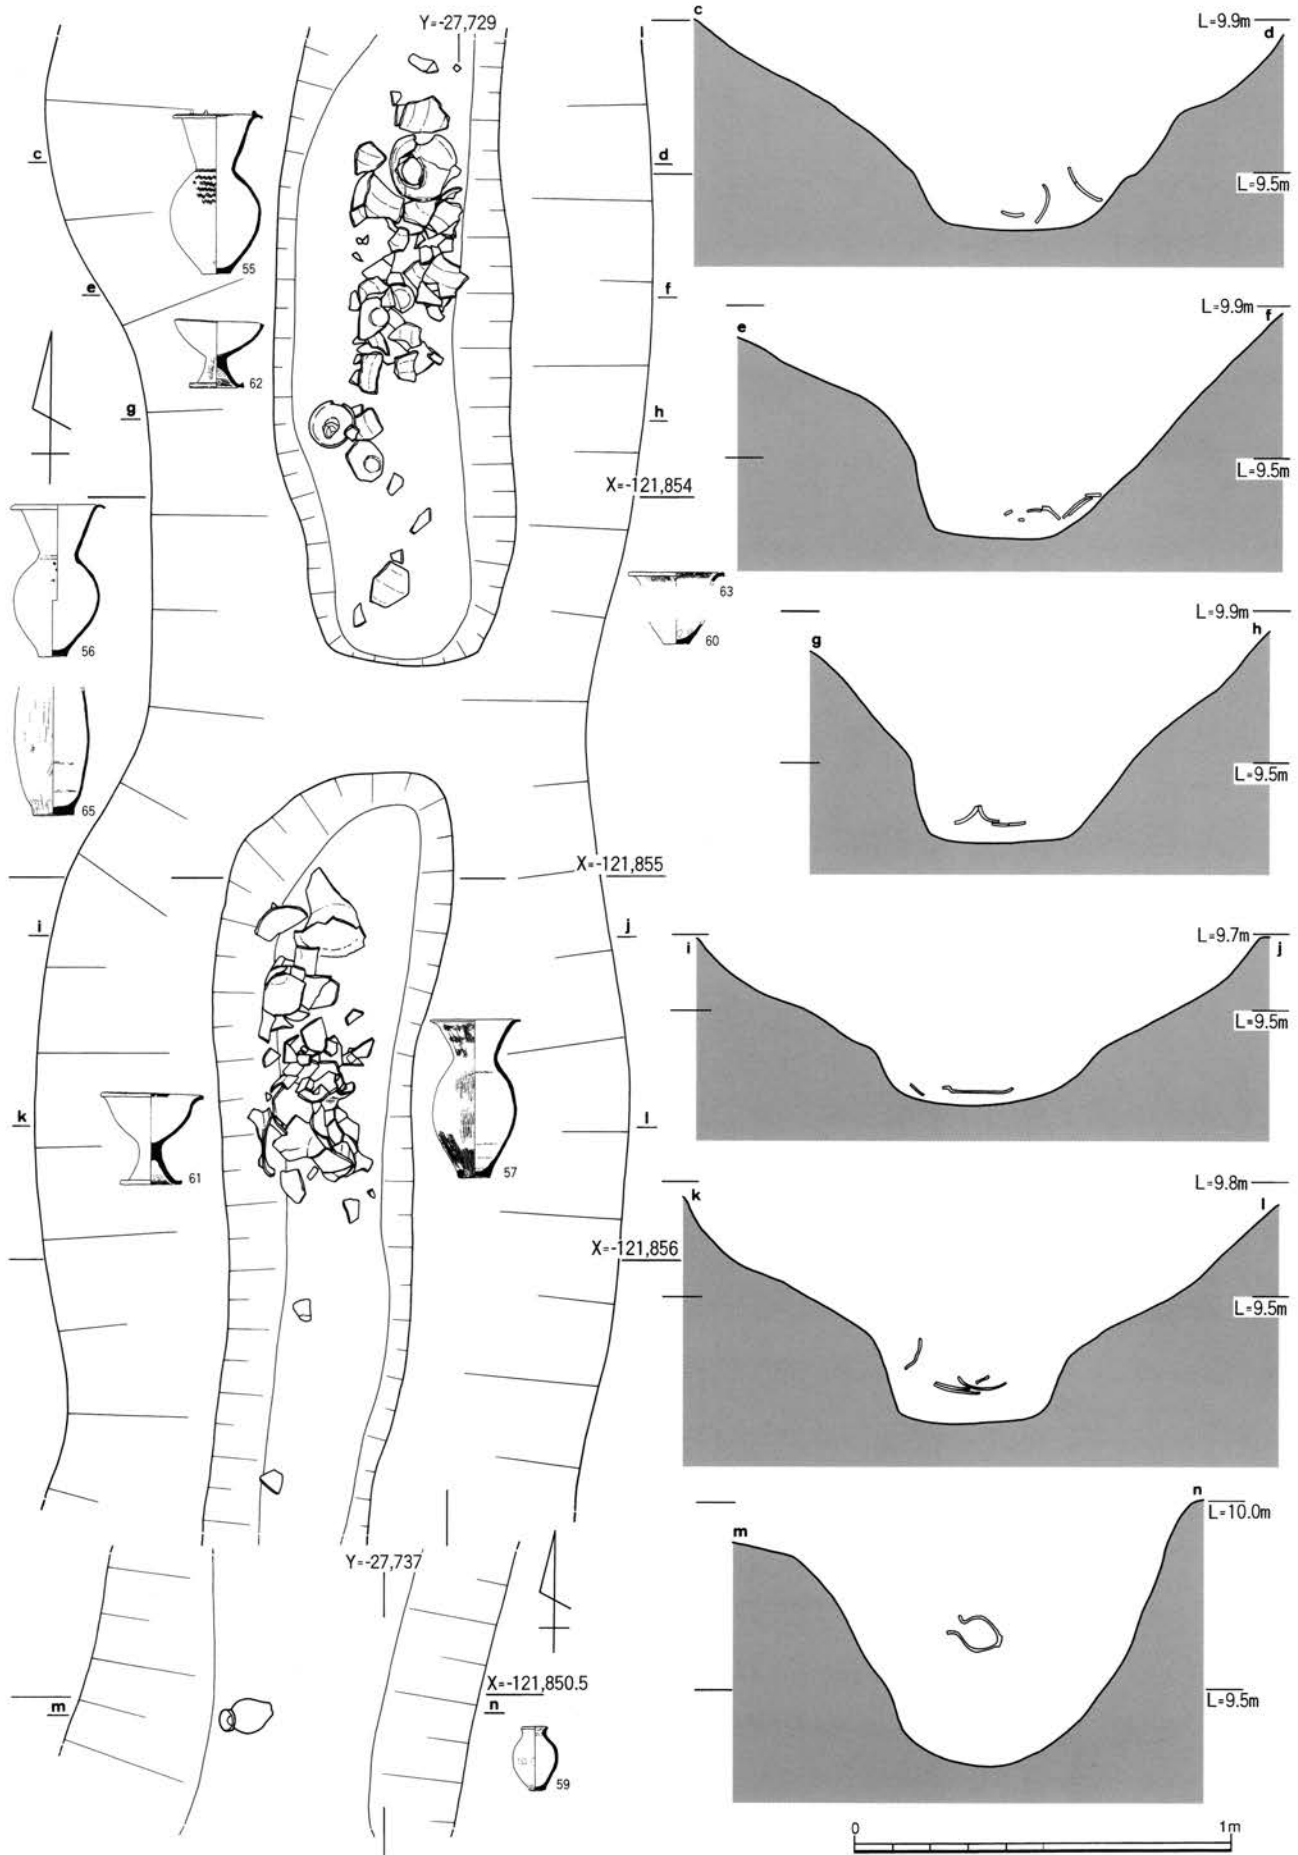 Y=-27,729
c
L=9.9m
d
L=9.5m
c
d
55
e
f
L=9.9m
e
f
L=9.5m
62
g
h
X=-121,854
56
63
60
L=9.9m
g
h
L=9.5m
65
X=-121,855
i
j
L=9.7m
i
j
L=9.5m
k
l
61
57
L=9.8m
k
l
X=-121,856
L=9.5m
n
L=10.0m
m
Y=-27,737
X=-121,850.5
m
n
L=9.5m
59
0
1m